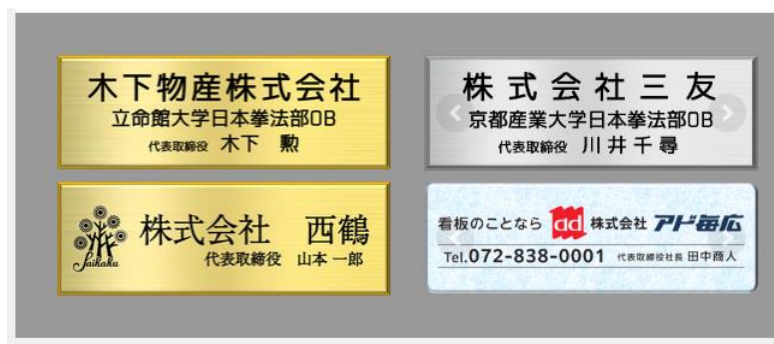 木下物産株式会社
立命館大学日本拳法部OB
代表取締役 木下 勲
株式会社三友
京都産業大学日本拳法部OB
代表取締役 川井千尋
Saikaku
株式会社 西鶴
代表取締役 山本一郎
看板のことなら ad 株式会社 アド毎広
Tel.072-838-0001 代表取締役社長 田中商人